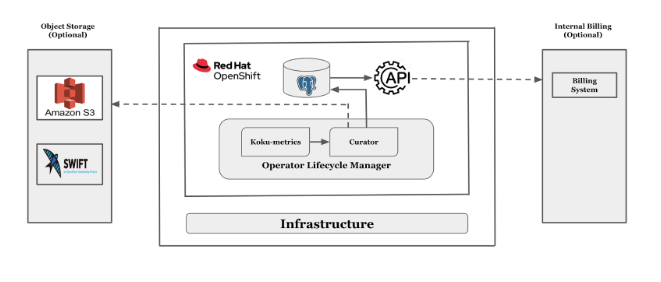 Object Storage
(Optional)
Internal Billing
(Optional)
Red Hat
OpenShift
API
Billing
System
Amazon S3
SWIFT
Koku-metrics
Curator
Operator Lifecycle Manager
Infrastructure